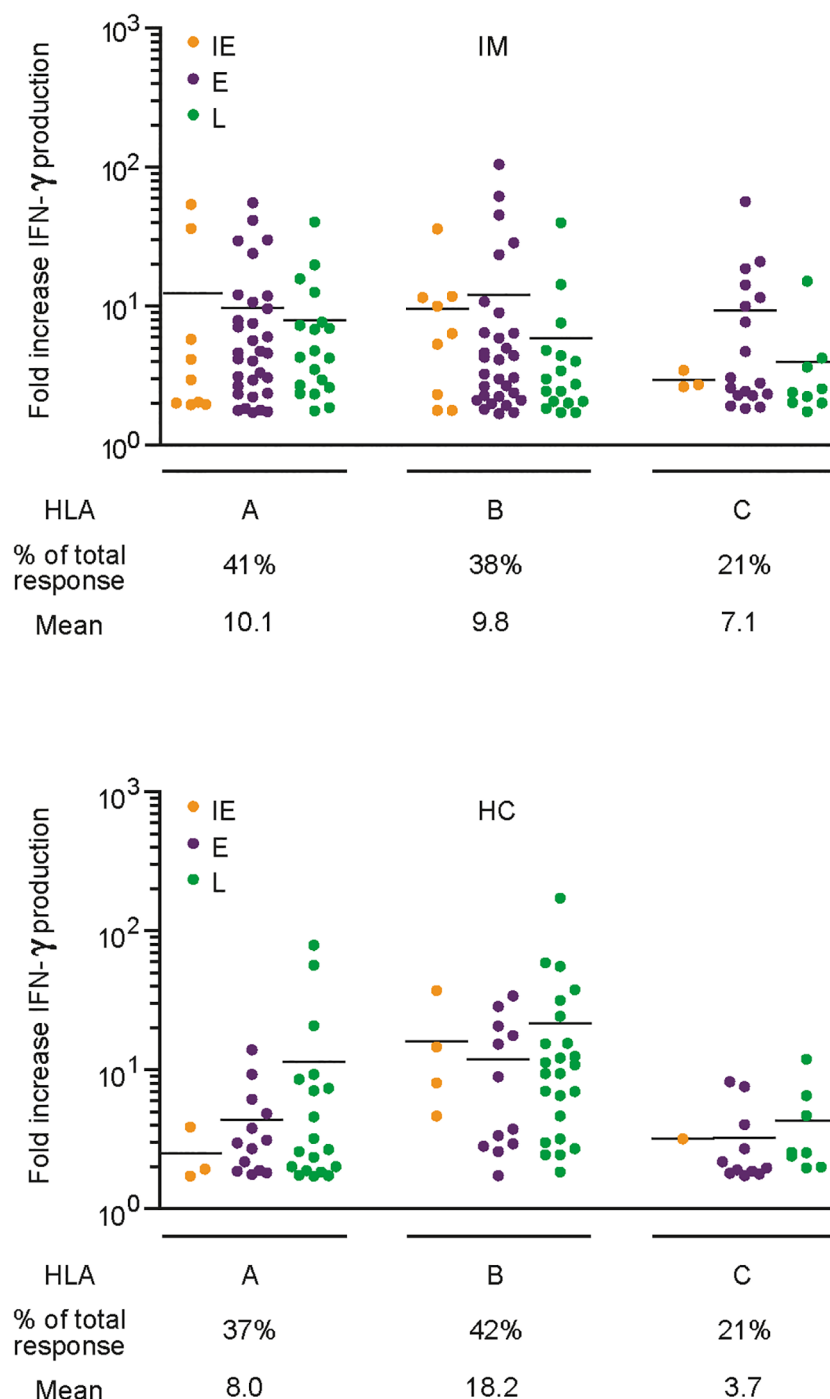 10³
IE
IM
E
L
10²
10¹
10⁰
Fold increase IFN-γ production
HLA
A
B
C
% of total
response
41%
38%
21%
Mean
10.1
9.8
7.1
10³
IE
HC
E
L
10²
10¹
10⁰
Fold increase IFN-γ production
HLA
A
B
C
% of total
response
37%
42%
21%
Mean
8.0
18.2
3.7